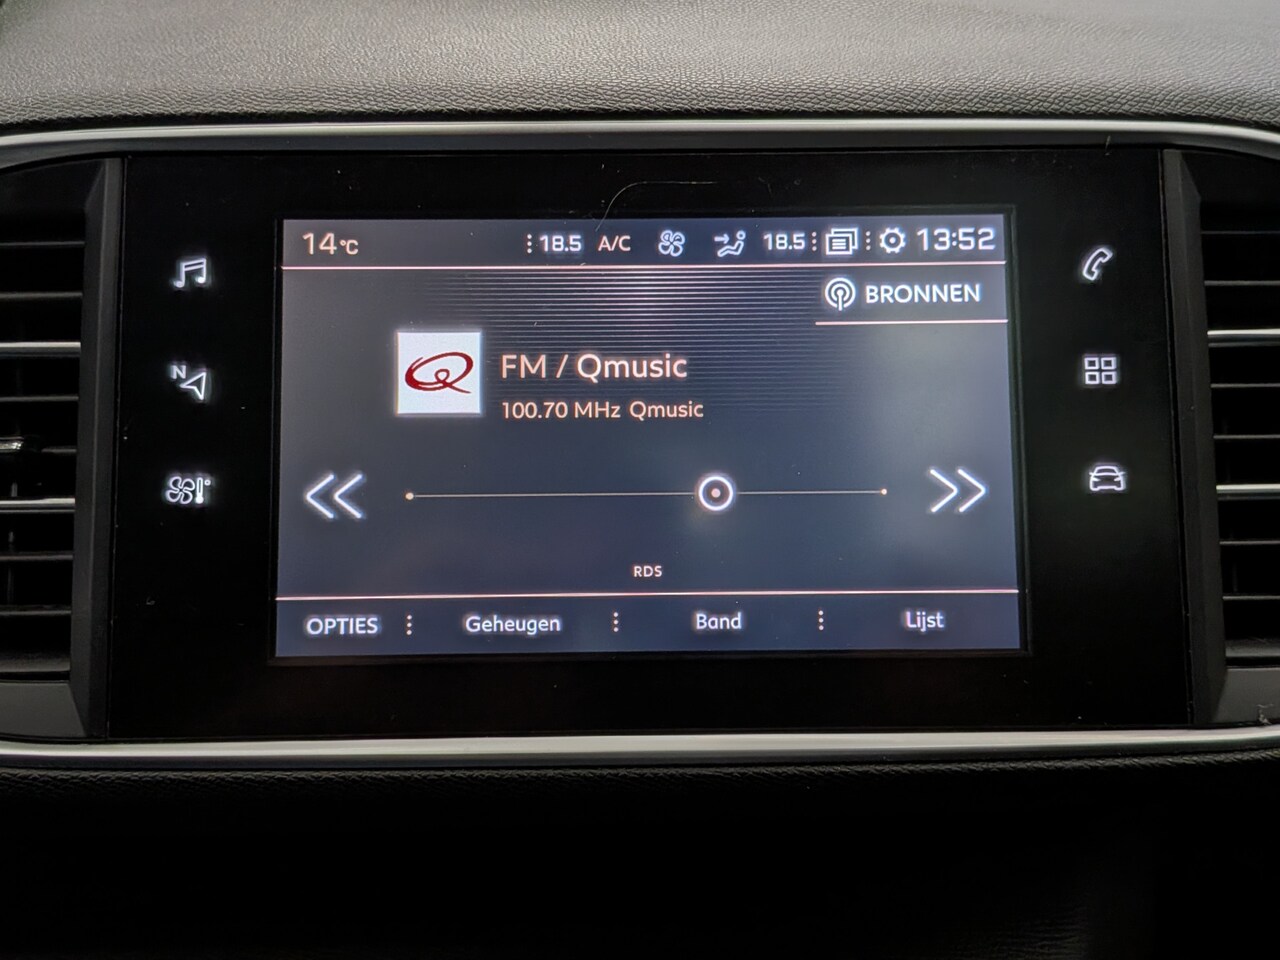 14°C 18.5 A/C 18.5 13:52
BRONNEN
Q
FM / Qmusic
100.70 MHz Qmusic
N
RDS
OPTIES Geheugen Band Lijst